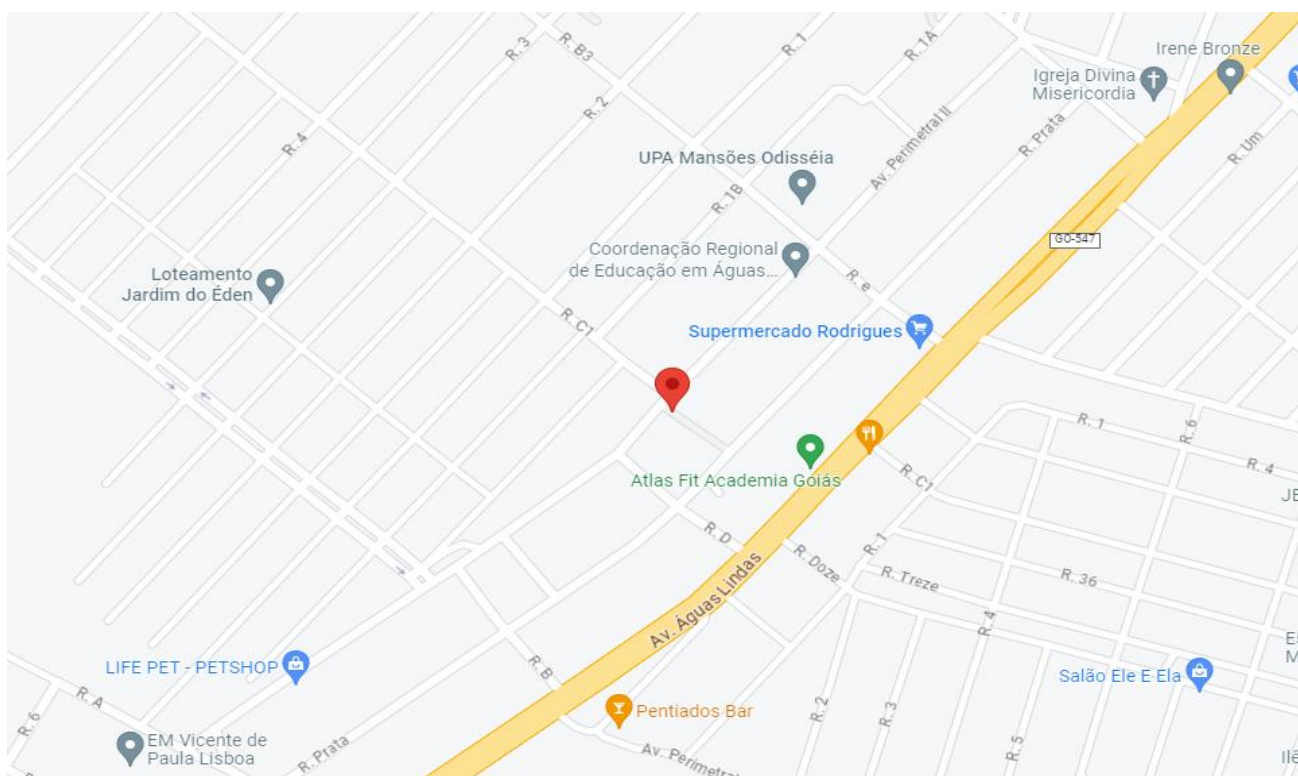 R. 3
R. B3
R. 1
R. 1A
Irene Bronze
Igreja Divina
Misericordia
R. 2
R. 4
Av. Perimetral II
R. Prata
R. Um
UPA Mansões Odisséia
R. 1B
GO-547
Coordenação Regional
de Educação em Águas...
R. e
Loteamento
Jardim do Éden
R. C1
Supermercado Rodrigues
R. 1
R. 6
R. 4
Atlas Fit Academia Goiás
R. C1
JE
R. D
R. Doze
R. 1
R. Treze
R. 36
Av. Águas Lindas
R. 4
E
M
LIFE PET - PETSHOP
R. B
Salão Ele E Ela
R. A
R. 6
Pentiados Bar
R. 2
R. 3
R. 5
EM Vicente de
Paula Lisboa
R. Prata
Av. Perimetra
Ilê